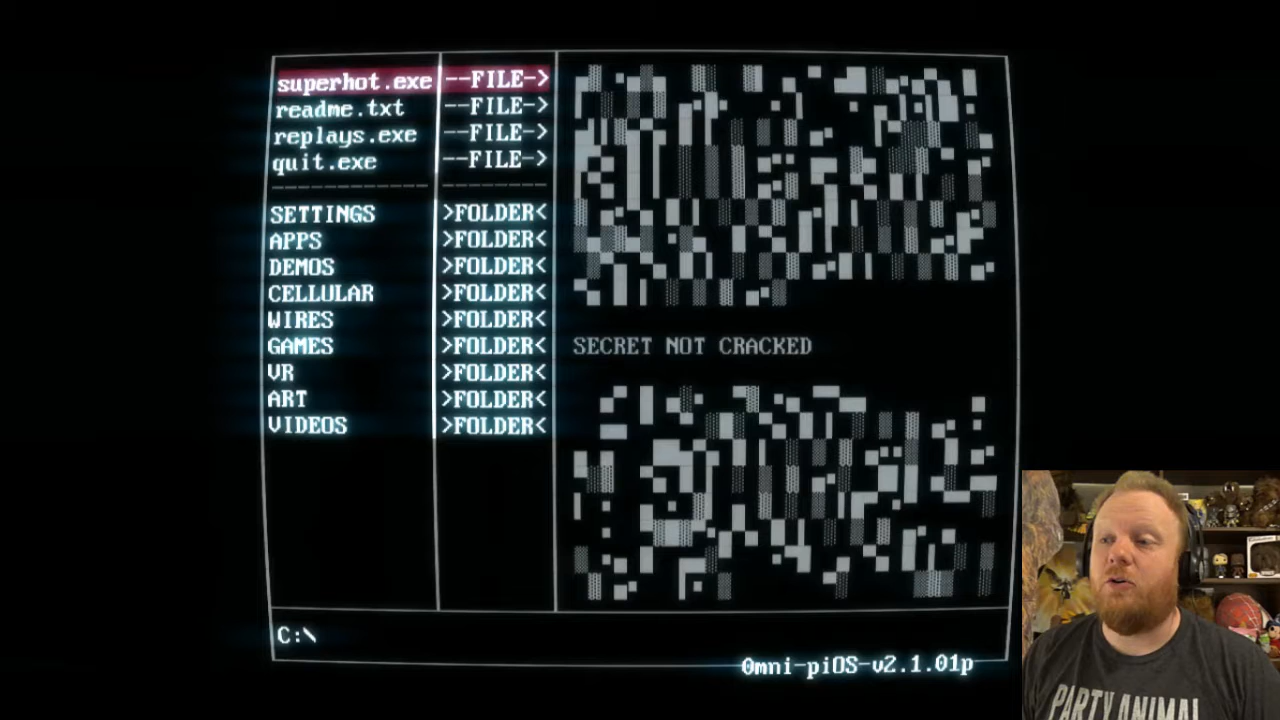 superhot.exe --FILE->
readme.txt --FILE->
replays.exe --FILE->
quit.exe --FILE->
SETTINGS >FOLDER<
APPS >FOLDER<
DEMOS >FOLDER<
CELLULAR >FOLDER<
WIRES >FOLDER<
GAMES >FOLDER<
VR >FOLDER<
ART >FOLDER<
VIDEOS >FOLDER<
SECRET NOT CRACKED
C:\
0mni-piOS-v2.1.01p
PARTY ANIMAL